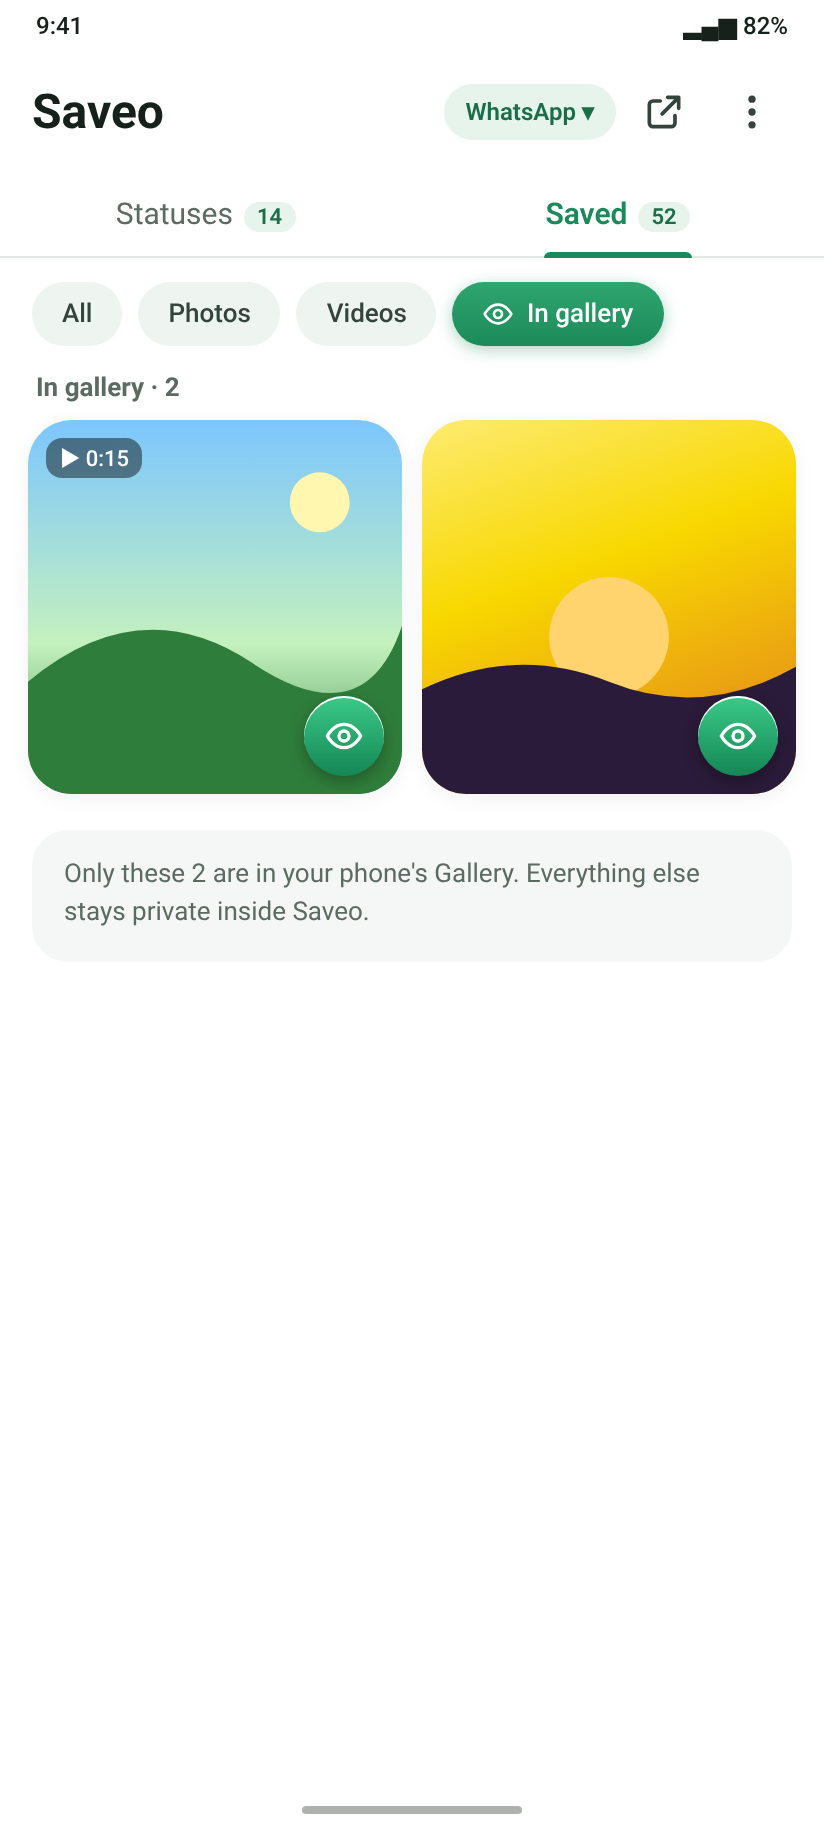 9:41
82%
Saveo
WhatsApp ▾
Statuses 14
Saved 52
All
Photos
Videos
In gallery
In gallery · 2
0:15
Only these 2 are in your phone's Gallery. Everything else
stays private inside Saveo.